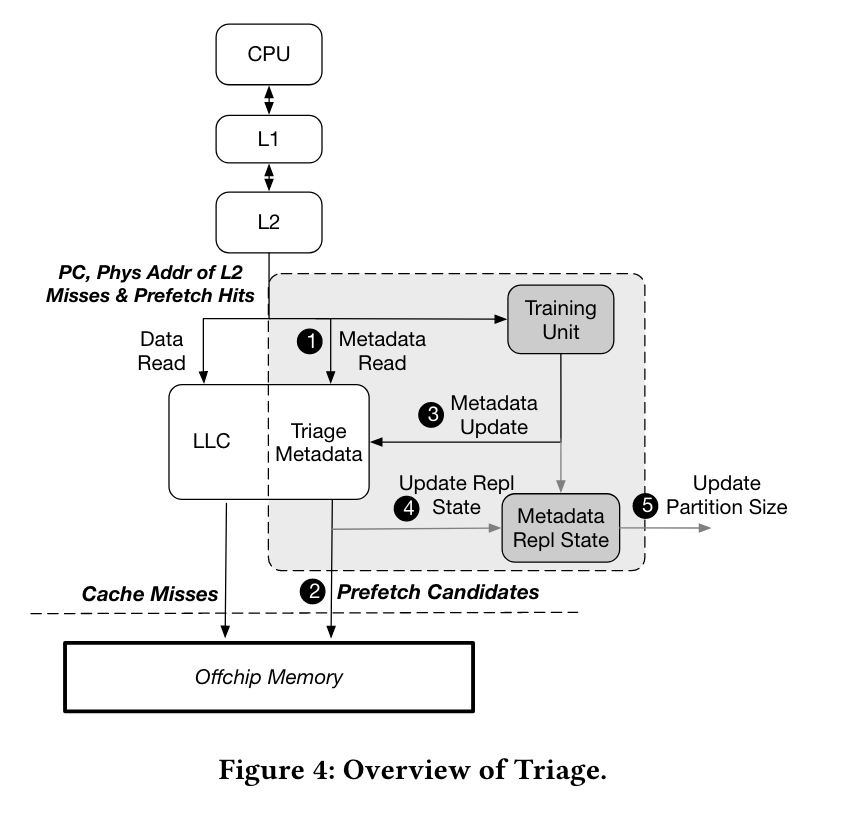 CPU
L1
L2
PC, Phys Addr of L2
Misses & Prefetch Hits
Training
Unit
Data
Read
1
Metadata
Read
3
Metadata
Update
LLC
Triage
Metadata
4
Update Repl
State
Metadata
Repl State
5
Update
Partition Size
Cache Misses
2
Prefetch Candidates
Offchip Memory
Figure 4: Overview of Triage.